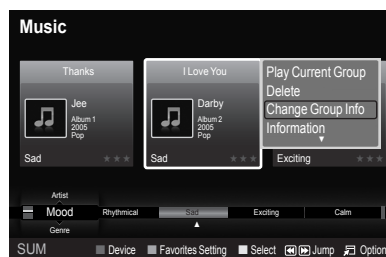 Music
Thanks
Jee
Album 1
2005
Pop
Sad
I Love You
Darby
Album 2
2005
Pop
Sad
Play Current Group
Delete
Change Group Info
Information
Exciting
Artist
Mood
Genre
Rhythmical
Sad
Exciting
Calm
SUM
Device
Favorites Setting
Select
Jump
Option